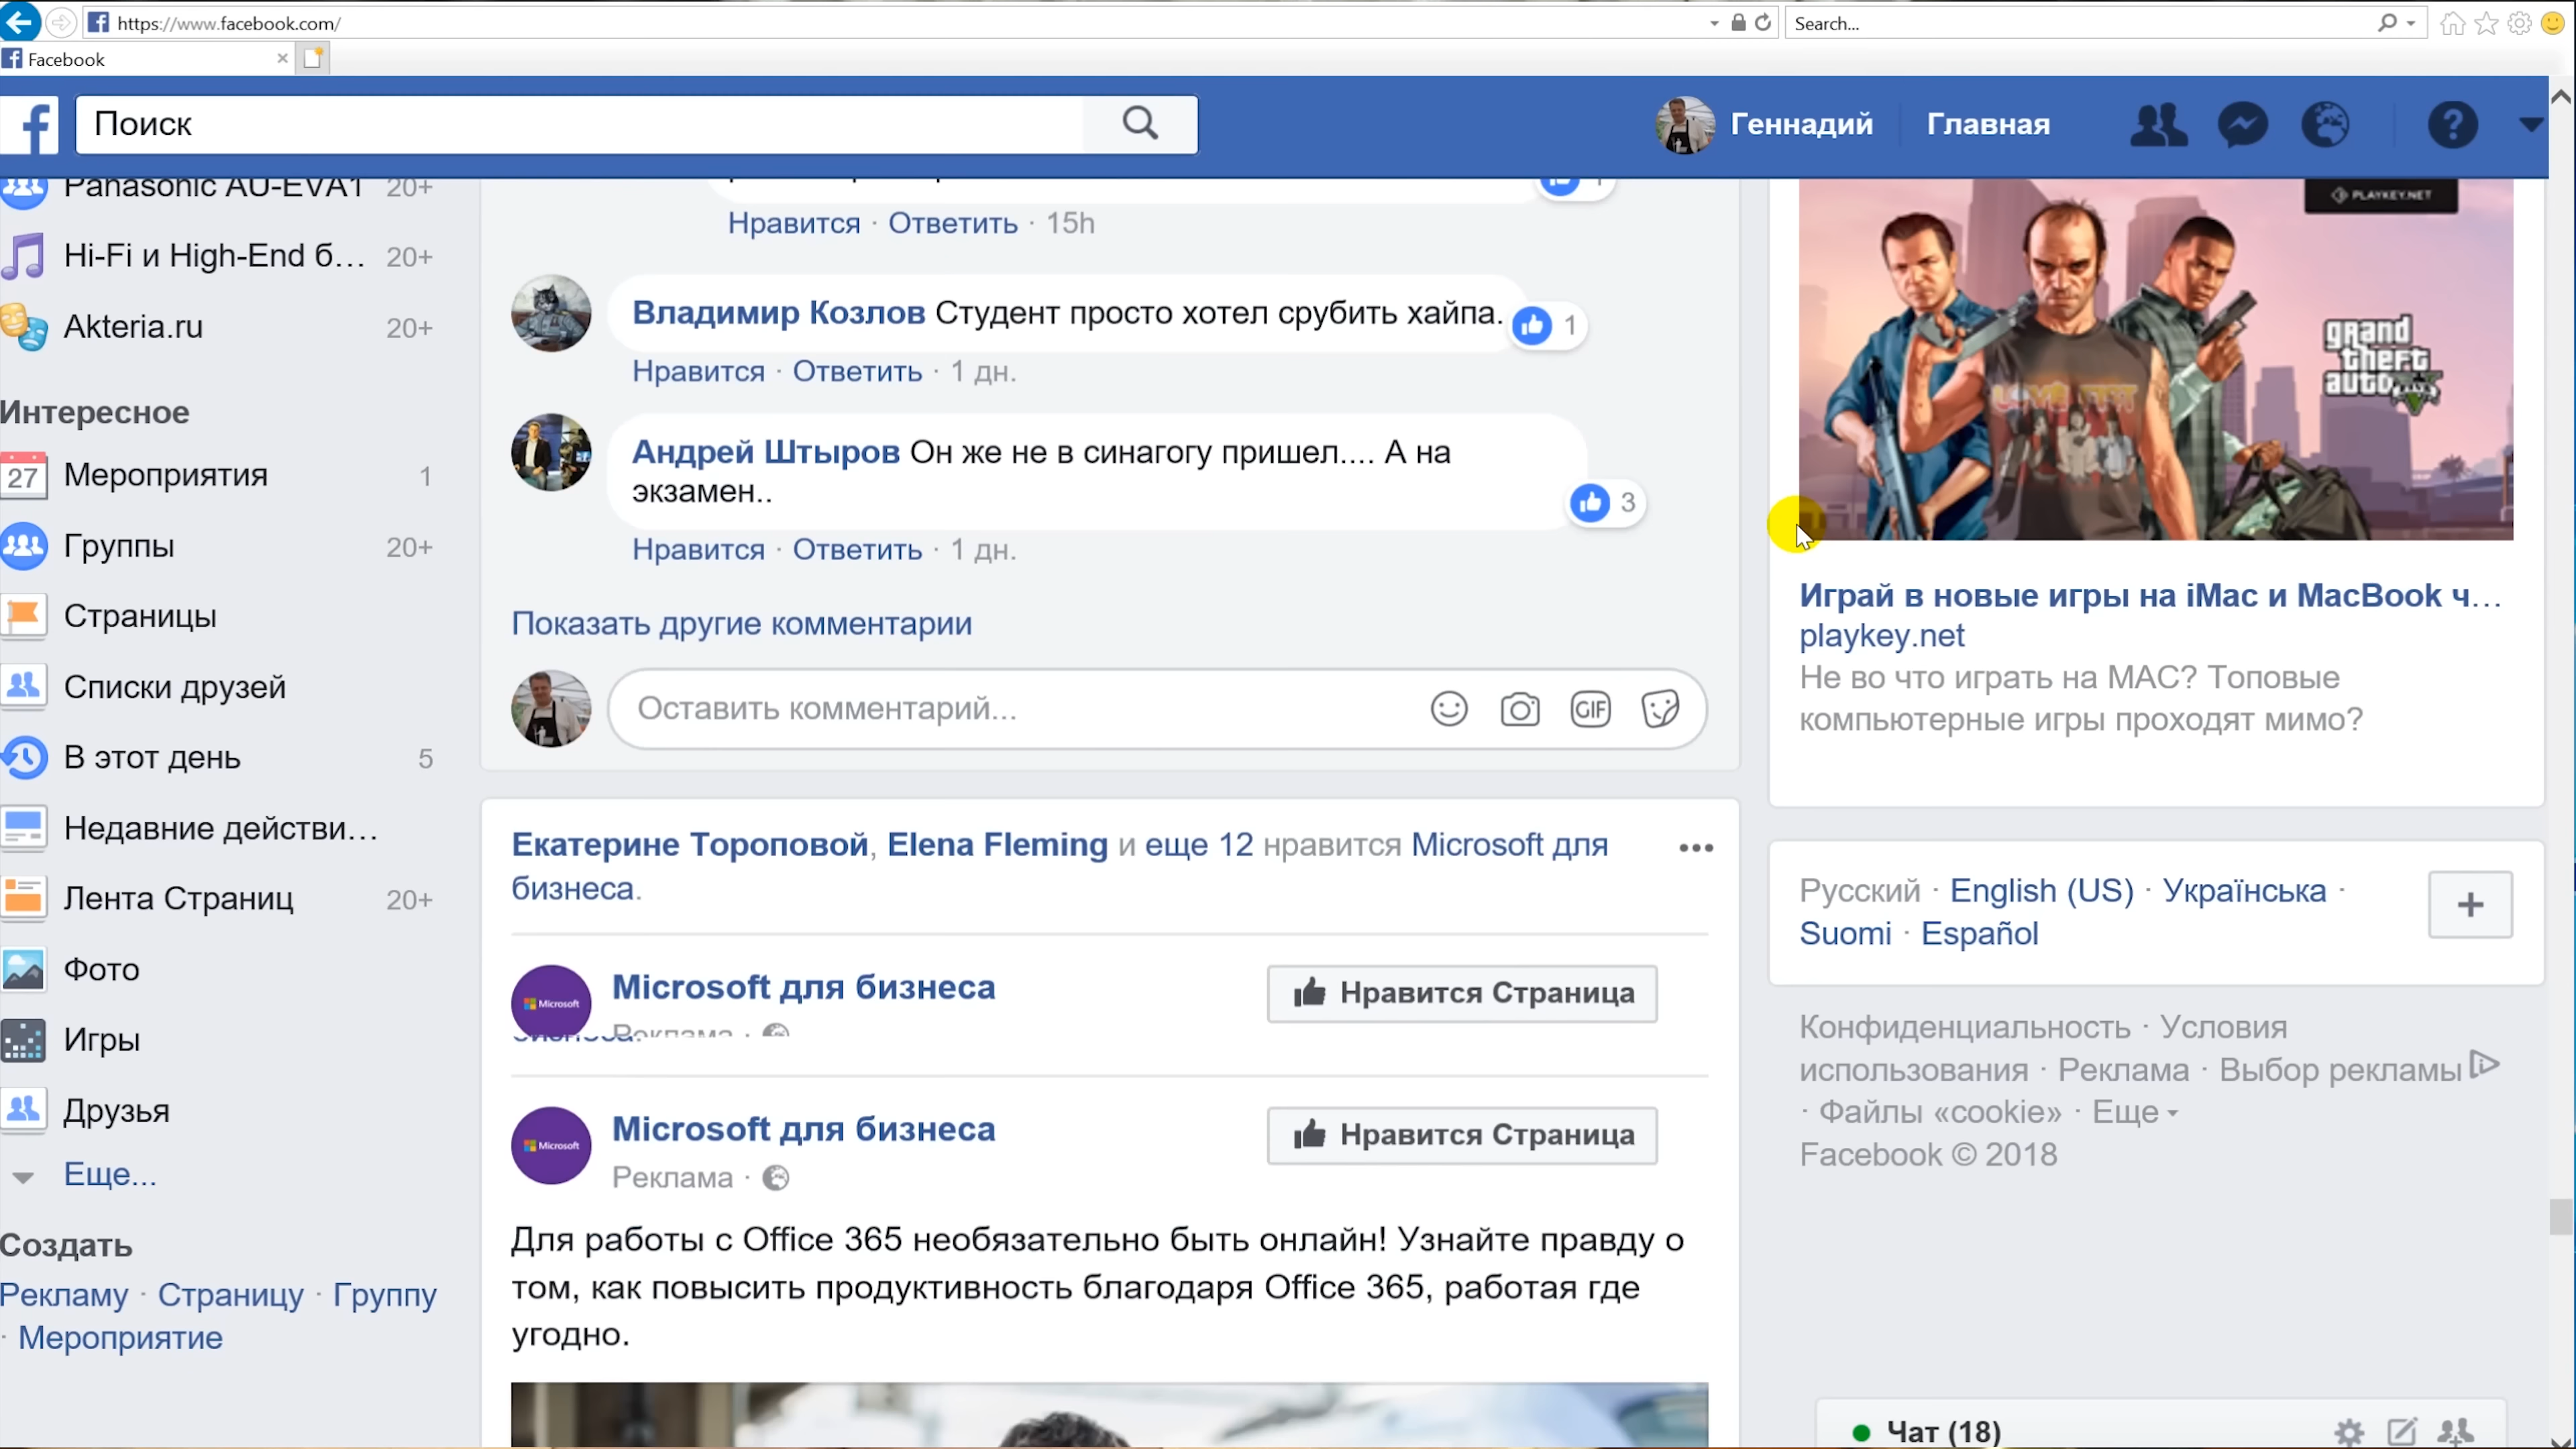 https://www.facebook.com/
Search...
Facebook
Поиск
Геннадий
Главная
Panasonic AU-EVA1 20+
Hi-Fi и High-End б... 20+
Akteria.ru 20+
Интересное
27 Мероприятия 1
Группы 20+
Страницы
Списки друзей
В этот день 5
Недавние действи...
Лента Страниц 20+
Фото
Игры
Друзья
Еще...
Создать
Рекламу · Страницу · Группу
· Мероприятие
Нравится · Ответить · 15h
Владимир Козлов Студент просто хотел срубить хайпа.
1
Нравится · Ответить · 1 дн.
Андрей Штыров Он же не в синагогу пришел.... А на
экзамен..
3
Нравится · Ответить · 1 дн.
Показать другие комментарии
Оставить комментарий...
GIF
Екатерине Тороповой, Elena Fleming и еще 12 нравится Microsoft для
бизнеса.
Microsoft
Microsoft для бизнеса
Нравится Страница
Реклама ·
Microsoft
Microsoft для бизнеса
Нравится Страница
Реклама ·
Для работы с Office 365 необязательно быть онлайн! Узнайте правду о
том, как повысить продуктивность благодаря Office 365, работая где
угодно.
PLAYKEY.NET
grand
theft
auto
Играй в новые игры на iMac и MacBook ч...
playkey.net
Не во что играть на MAC? Топовые
компьютерные игры проходят мимо?
Русский · English (US) · Українська ·
Suomi · Español
+
Конфиденциальность · Условия
использования · Реклама · Выбор рекламы
· Файлы «cookie» · Еще
Facebook © 2018
Чат (18)